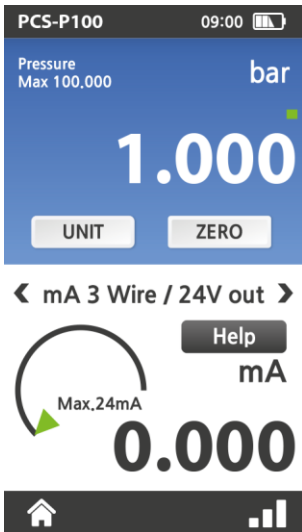 PCS-P100 09:00
Pressure
Max 100.000
bar
1.000
UNIT ZERO
mA 3 Wire / 24V out
Help
mA
Max.24mA
0.000